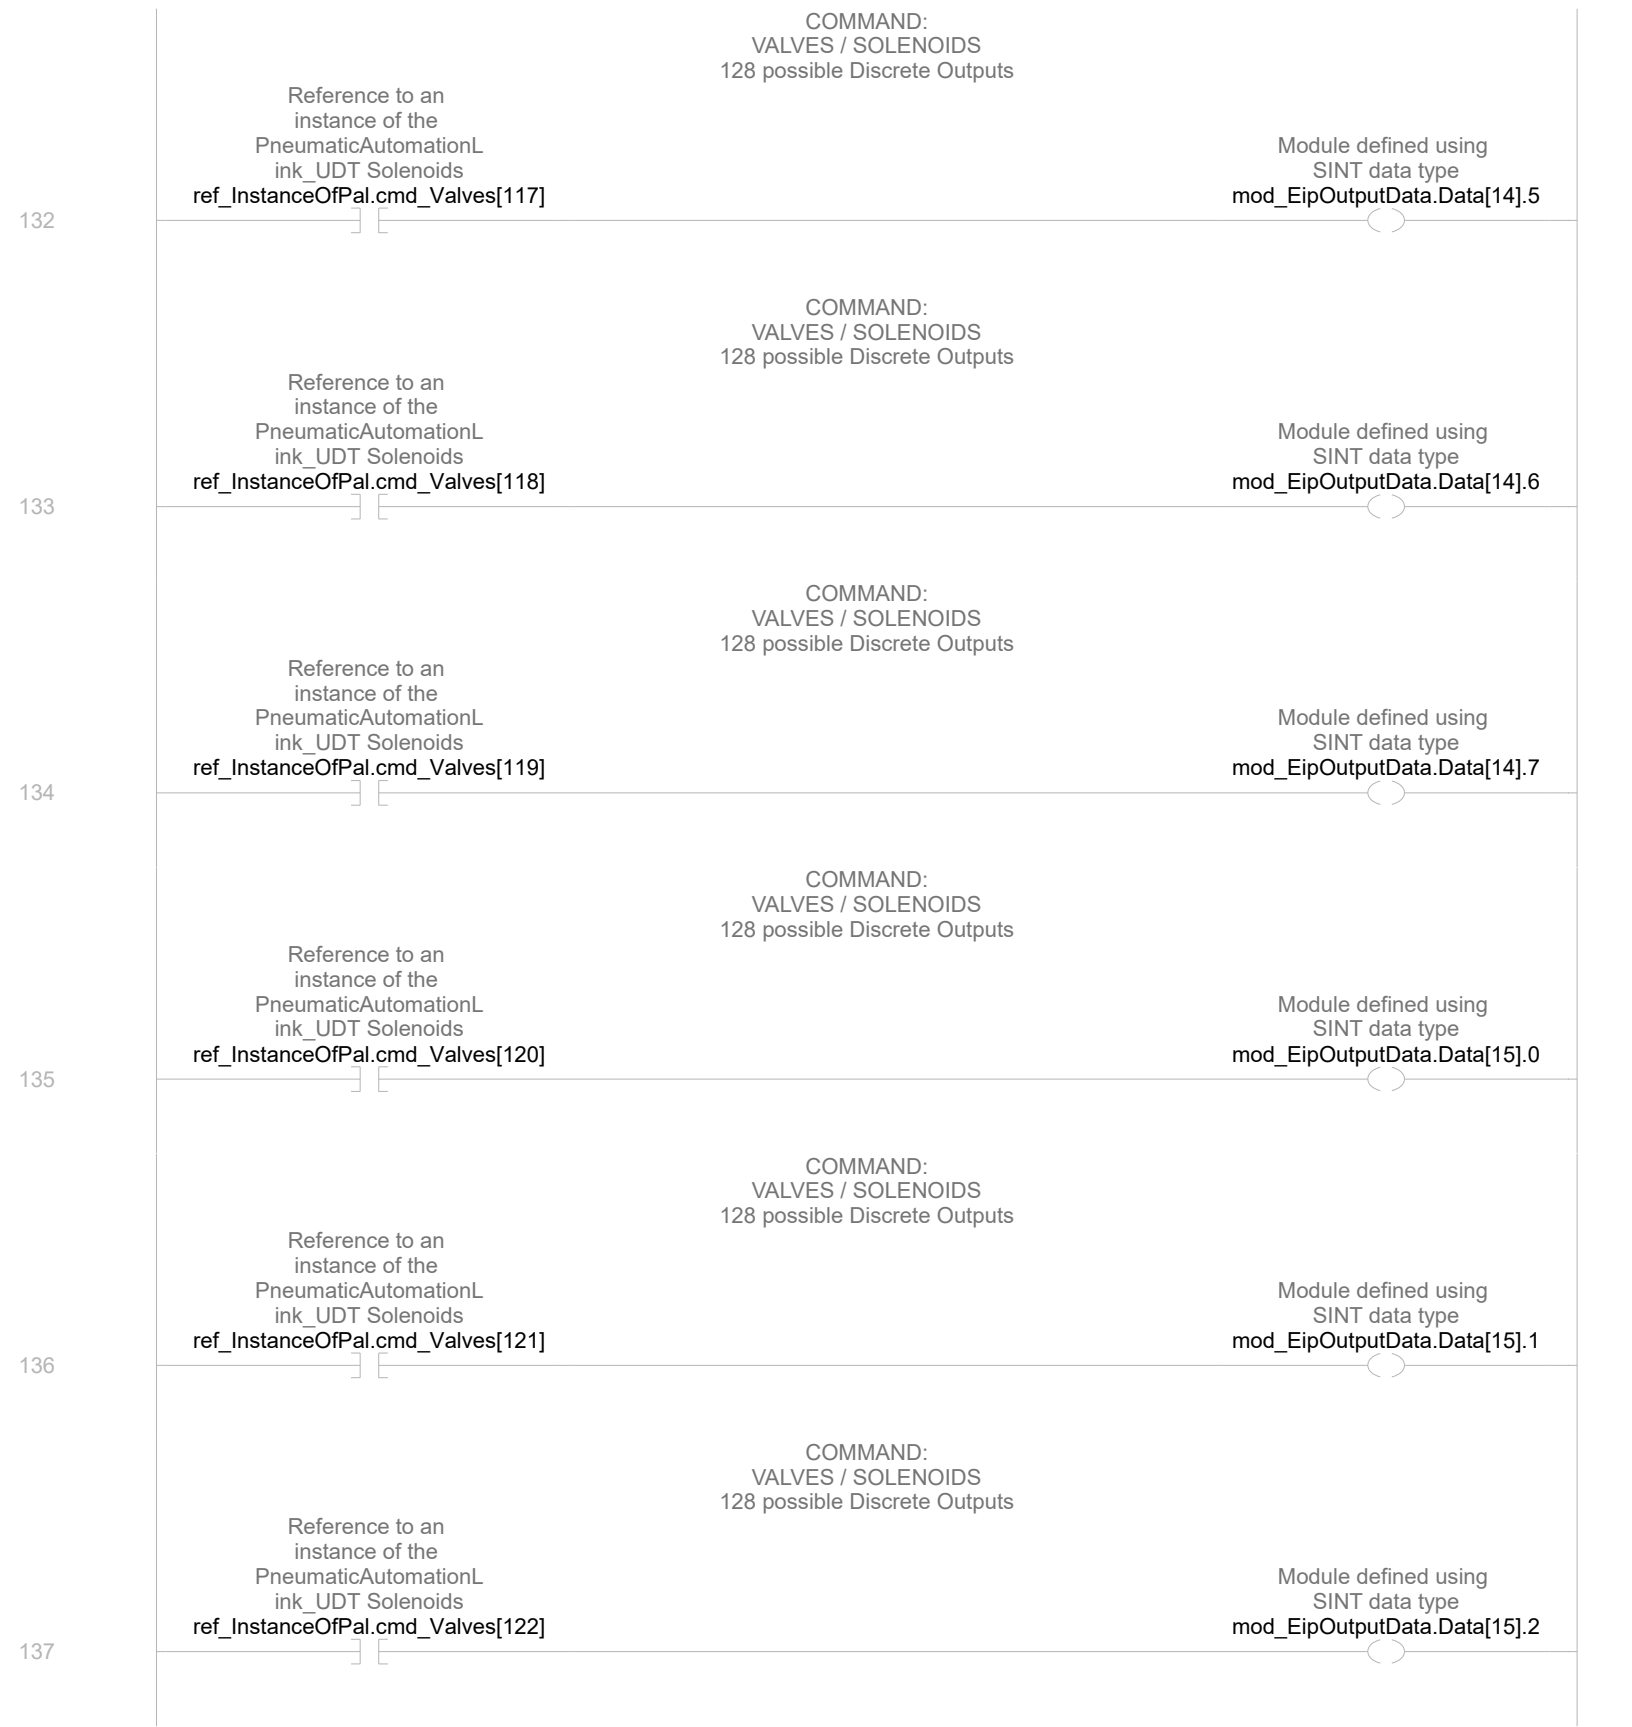 COMMAND:
VALVES / SOLENOIDS
128 possible Discrete Outputs
Reference to an
instance of the
PneumaticAutomationL
ink_UDT Solenoids
ref_InstanceOfPal.cmd_Valves[117]
Module defined using
SINT data type
mod_EipOutputData.Data[14].5
132
COMMAND:
VALVES / SOLENOIDS
128 possible Discrete Outputs
Reference to an
instance of the
PneumaticAutomationL
ink_UDT Solenoids
ref_InstanceOfPal.cmd_Valves[118]
Module defined using
SINT data type
mod_EipOutputData.Data[14].6
133
COMMAND:
VALVES / SOLENOIDS
128 possible Discrete Outputs
Reference to an
instance of the
PneumaticAutomationL
ink_UDT Solenoids
ref_InstanceOfPal.cmd_Valves[119]
Module defined using
SINT data type
mod_EipOutputData.Data[14].7
134
COMMAND:
VALVES / SOLENOIDS
128 possible Discrete Outputs
Reference to an
instance of the
PneumaticAutomationL
ink_UDT Solenoids
ref_InstanceOfPal.cmd_Valves[120]
Module defined using
SINT data type
mod_EipOutputData.Data[15].0
135
COMMAND:
VALVES / SOLENOIDS
128 possible Discrete Outputs
Reference to an
instance of the
PneumaticAutomationL
ink_UDT Solenoids
ref_InstanceOfPal.cmd_Valves[121]
Module defined using
SINT data type
mod_EipOutputData.Data[15].1
136
COMMAND:
VALVES / SOLENOIDS
128 possible Discrete Outputs
Reference to an
instance of the
PneumaticAutomationL
ink_UDT Solenoids
ref_InstanceOfPal.cmd_Valves[122]
Module defined using
SINT data type
mod_EipOutputData.Data[15].2
137